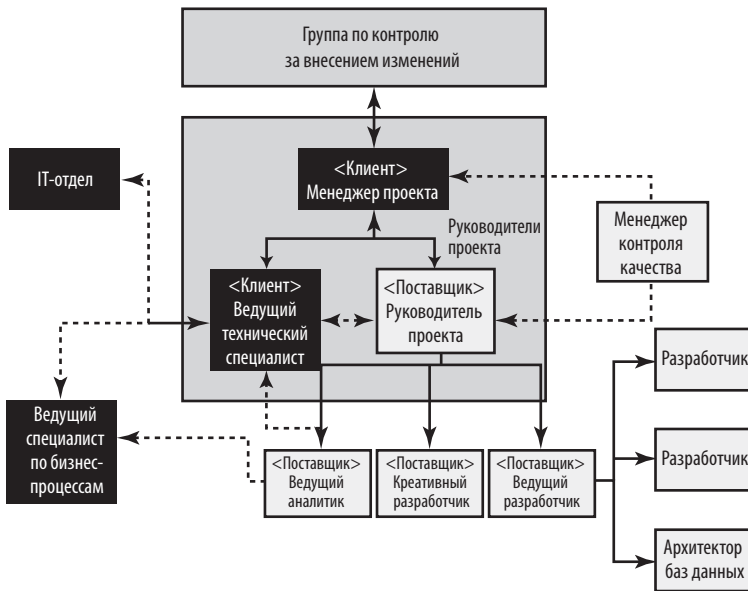 Группа по контролю
за внесением изменений
<Клиент>
Менеджер проекта
IT-отдел
Руководители
проекта
Менеджер
контроля
качества
<Клиент>
Ведущий
технический
специалист
<Поставщик>
Руководитель
проекта
Разработчик
Ведущий
специалист
по бизнес-
процессам
<Поставщик>
Ведущий
аналитик
<Поставщик>
Креативный
разработчик
<Поставщик>
Ведущий
разработчик
Разработчик
Архитектор
баз данных